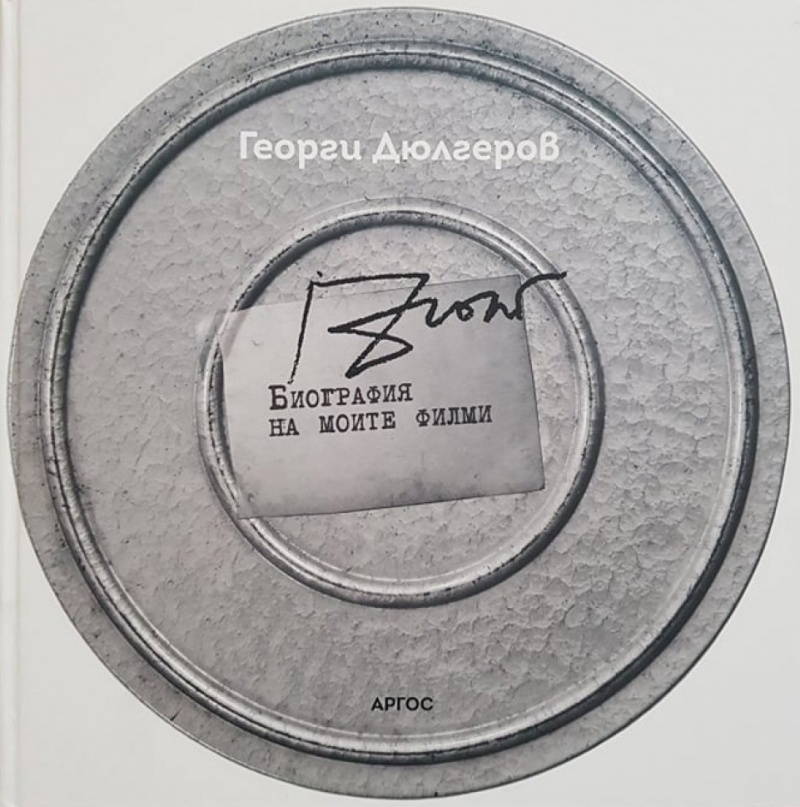 Георги Дюлгеров
Биография
на моите филми
АРГОС